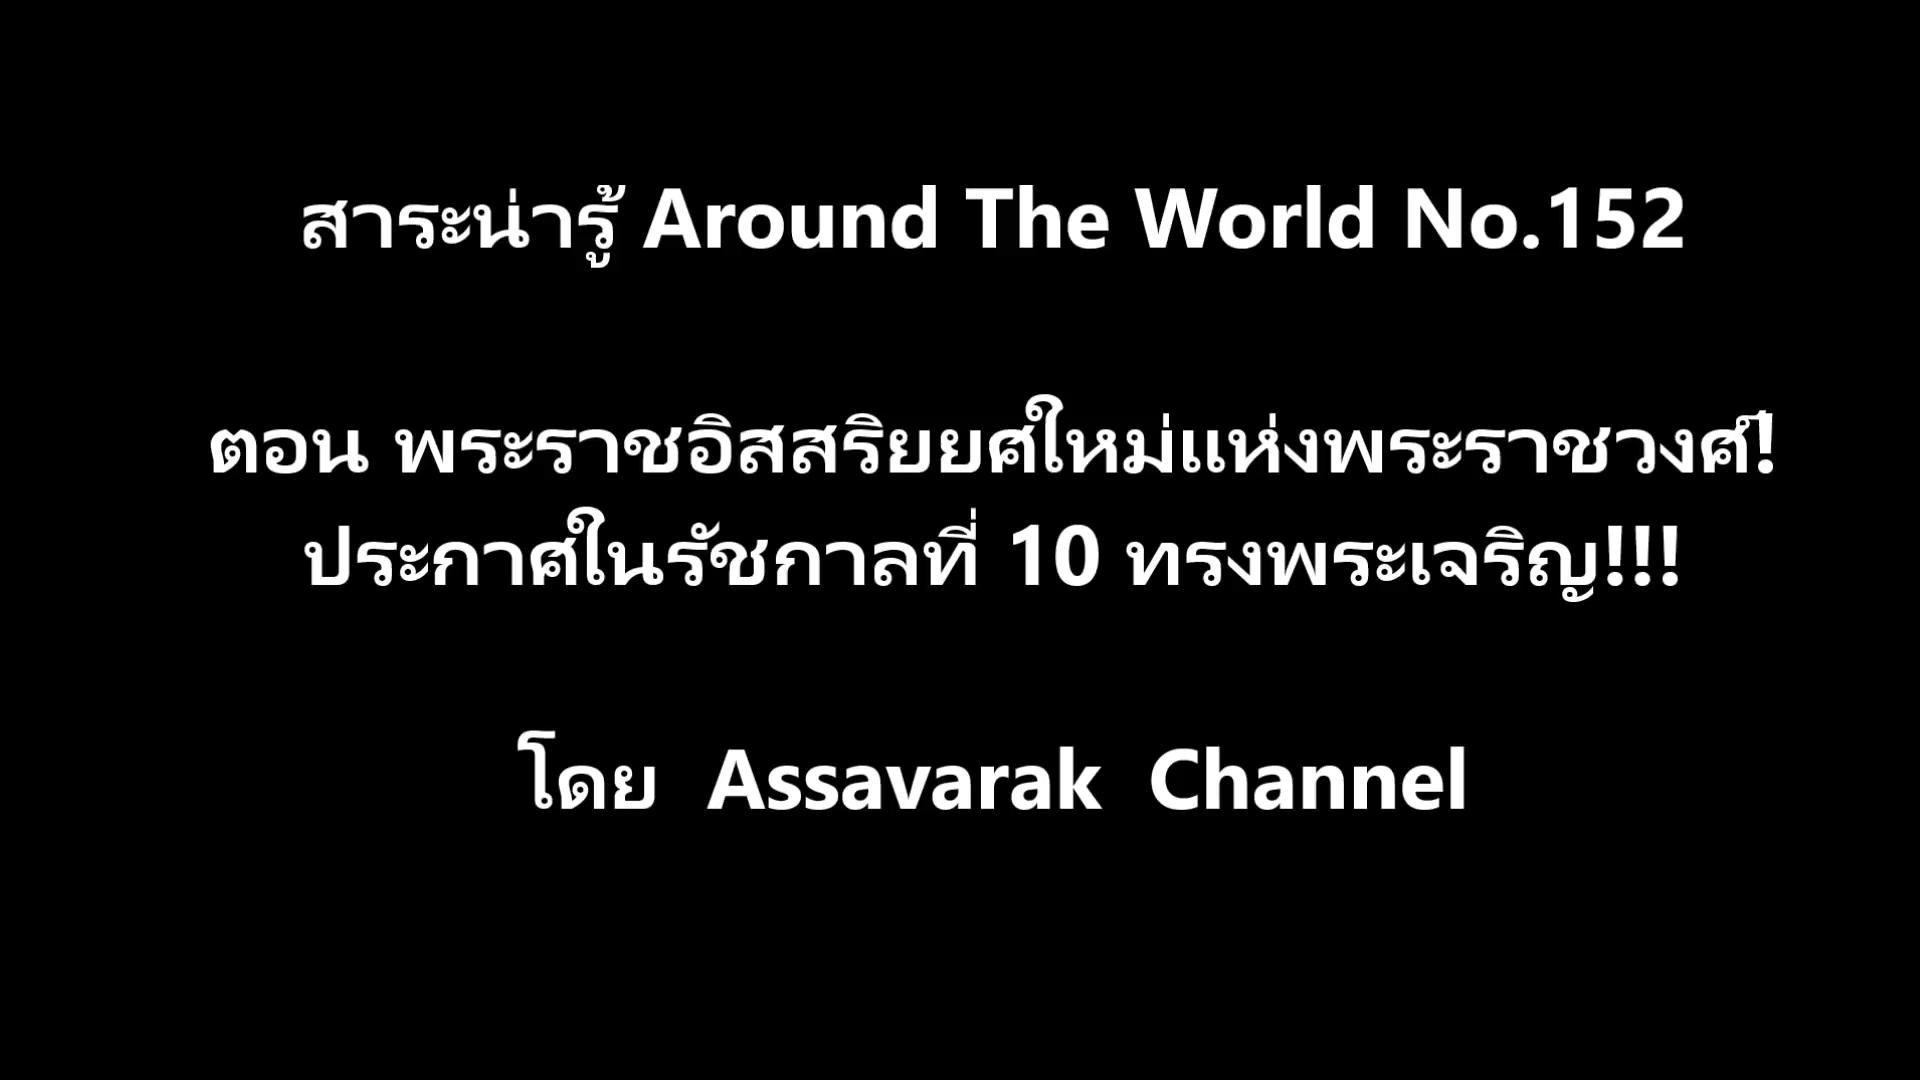 สาระน่ารู้ Around The World No.152
ตอน พระราชอิสสริยยศใหม่แห่งพระราชวงศ์!
ประกาศในรัชกาลที่ 10 ทรงพระเจริญ!!!
โดย Assavarak Channel